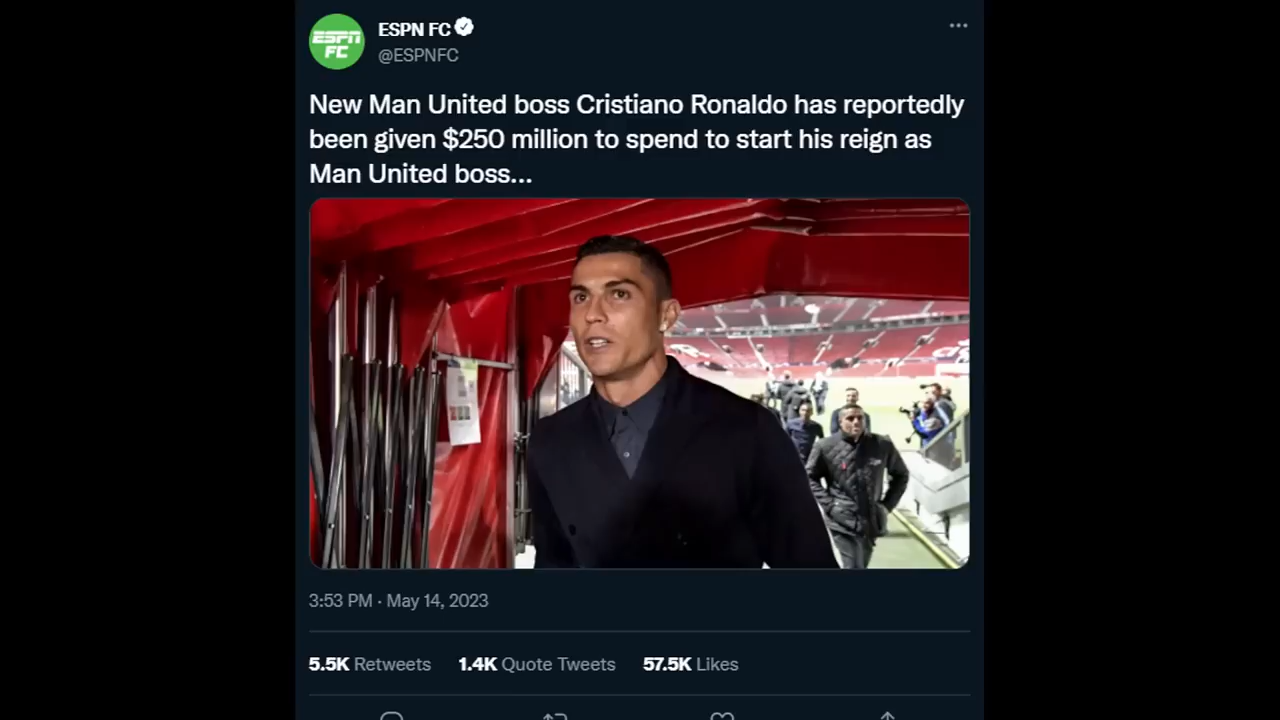 ESPN FC
ESPN FC
@ESPNFC
New Man United boss Cristiano Ronaldo has reportedly
been given $250 million to spend to start his reign as
Man United boss...
3:53 PM · May 14, 2023
5.5K Retweets 1.4K Quote Tweets 57.5K Likes